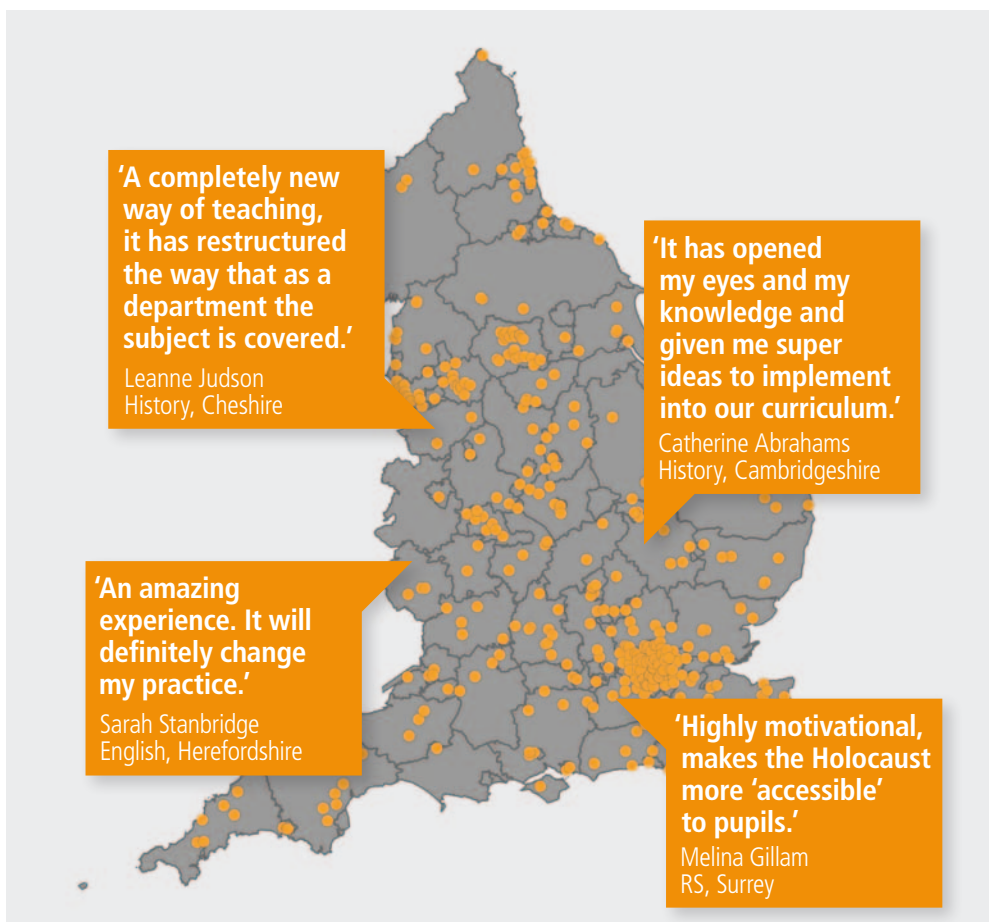 ‘A completely new
way of teaching,
it has restructured
the way that as a
department the
subject is covered.’
Leanne Judson
History, Cheshire
‘It has opened
my eyes and my
knowledge and
given me super
ideas to implement
into our curriculum.’
Catherine Abrahams
History, Cambridgeshire
‘An amazing
experience. It will
definitely change
my practice.’
Sarah Stanbridge
English, Herefordshire
‘Highly motivational,
makes the Holocaust
more ‘accessible’
to pupils.’
Melina Gillam
RS, Surrey